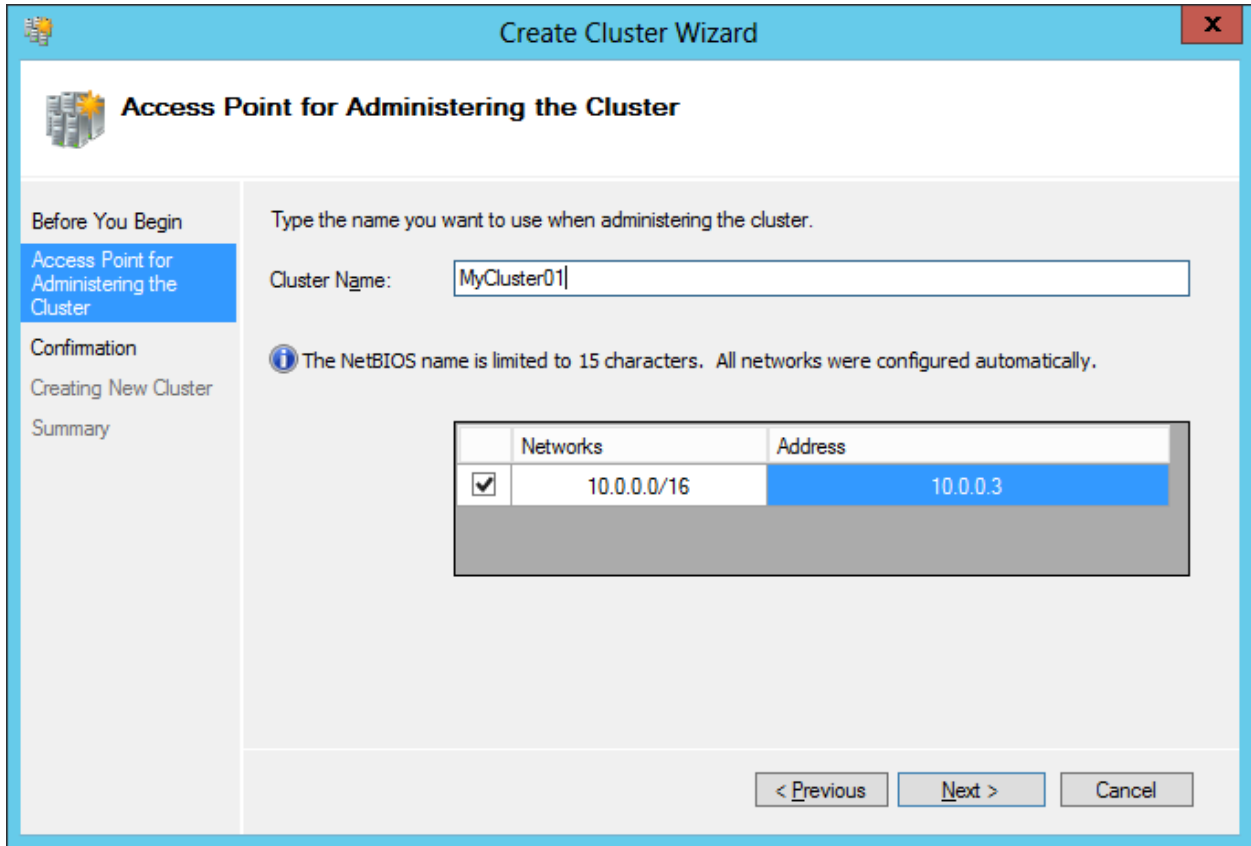 Create Cluster Wizard
x
Access Point for Administering the Cluster
Before You Begin
Access Point for
Administering the
Cluster
Confirmation
Creating New Cluster
Summary
Type the name you want to use when administering the cluster.
Cluster Name: MyCluster01
The NetBIOS name is limited to 15 characters. All networks were configured automatically.
Networks Address
10.0.0.0/16 10.0.0.3
< Previous Next > Cancel